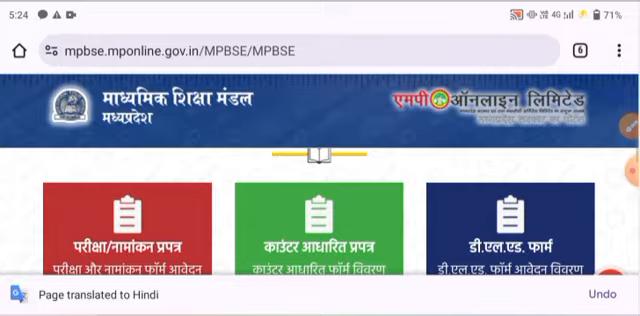 5:24
4G
71%
mpbse.mponline.gov.in/MPBSE/MPBSE
6
माध्यमिक शिक्षा मंडल
मध्यप्रदेश
एमपी ऑनलाइन लिमिटेड
परीक्षा/नामांकन प्रपत्र
परीक्षा और नामांकन फॉर्म आवेदन
काउंटर आधारित प्रपत्र
काउंटर आधारित फॉर्म विवरण
डी.एल.एड. फार्म
डी.एल.एड. फॉर्म आवेदन विवरण
Page translated to Hindi
Undo